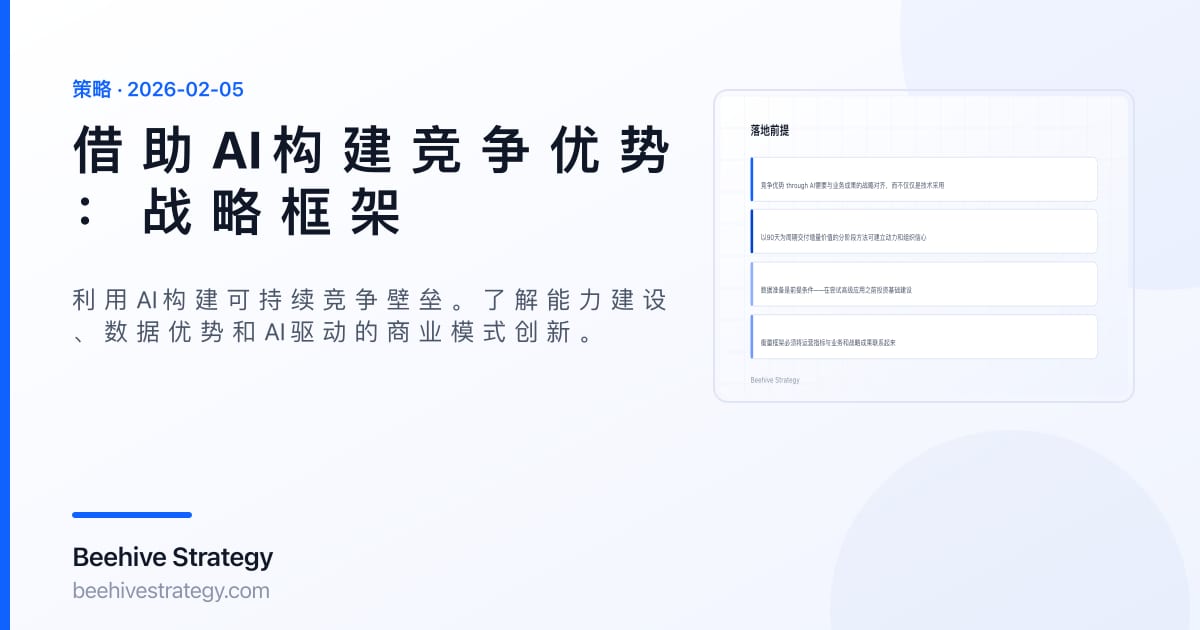 策略 · 2026-02-05
借助AI构建竞争优势
：战略框架
利用AI构建可持续竞争壁垒。了解能力建设
、数据优势和AI驱动的商业模式创新。
落地前提
竞争优势 through AI需要与业务成果的战略对齐，而不仅仅是技术采用
以90天为周期交付增量价值的分阶段方法可建立动力和组织信心
数据准备是前提条件——在尝试高级应用之前投资基础建设
衡量框架必须将运营指标与业务和战略成果联系起来
Beehive Strategy
Beehive Strategy
beehivestrategy.com